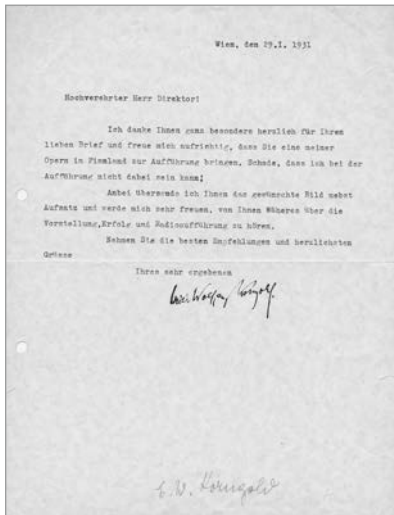 Wien, den 29.I. 1931
Hochverehrter Herr Direktor!
Ich danke Ihnen ganz besonders herzlich für Ihren
lieben Brief und freue mich aufrichtig, dass Sie eine meiner
Opern in Finnland zur Aufführung bringen. Schade, dass ich bei der
Aufführung nicht dabei sein kann!
Anbei übersende ich Ihnen das gewünschte Bild nebst
Aufsatz und werde mich sehr freuen, von Ihnen Näheres über die
Vorstellung,Erfolg und Radioaufführung zu hören.
Nehmen Sie die besten Empfehlungen und herzlichsten
Grüsse
Ihres sehr ergebenen
Erich Wolfgang Korngold.
E. W. Korngold